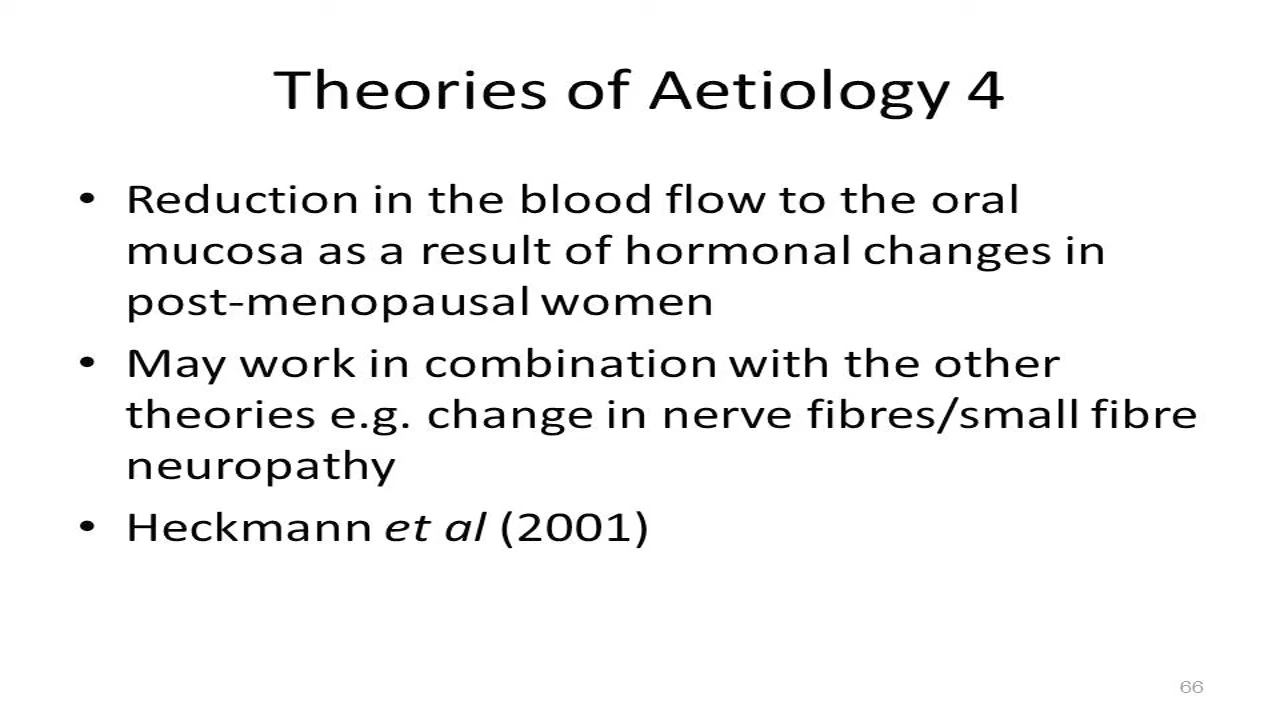 Theories of Aetiology 4
• Reduction in the blood flow to the oral
mucosa as a result of hormonal changes in
post-menopausal women
• May work in combination with the other
theories e.g. change in nerve fibres/small fibre
neuropathy
• Heckmann et al (2001)
66